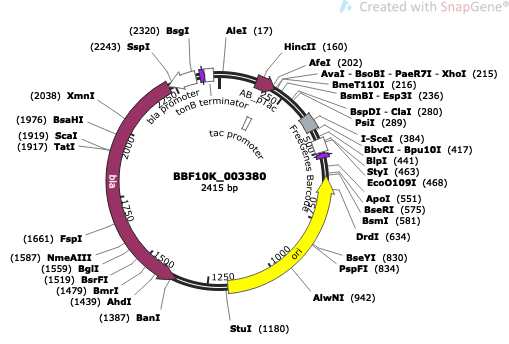 Created with SnapGene®
(2320) BsgI
AleI (17)
(2243) SspI
HincII (160)
AfeI (202)
AvaI - BsoBI - PaeR7I - XhoI (215)
BmeT110I (216)
BsmBI - Esp3I (236)
BspDI - ClaI (280)
PsiI (289)
I-SceI (384)
BbvCI - Bpu10I (417)
BlpI (441)
StyI (463)
EcoO109I (468)
ApoI (551)
BseRI (575)
BsmI (581)
DrdI (634)
BseYI (830)
PspFI (834)
AlwNI (942)
StuI (1180)
(2038) XmnI
(1976) BsaHI
(1919) ScaI
(1917) TatI
(1661) FspI
(1587) NmeAIII
(1559) BglI
(1519) BsrFI
(1479) BmrI
(1439) AhdI
(1387) BanI
bla promoter
tonB terminator
tac promoter
FreeGenes Barcode
BBF10K_003380
2415 bp
bla
ori
250
500
750
1000
1250
1500
1750
2000
2250